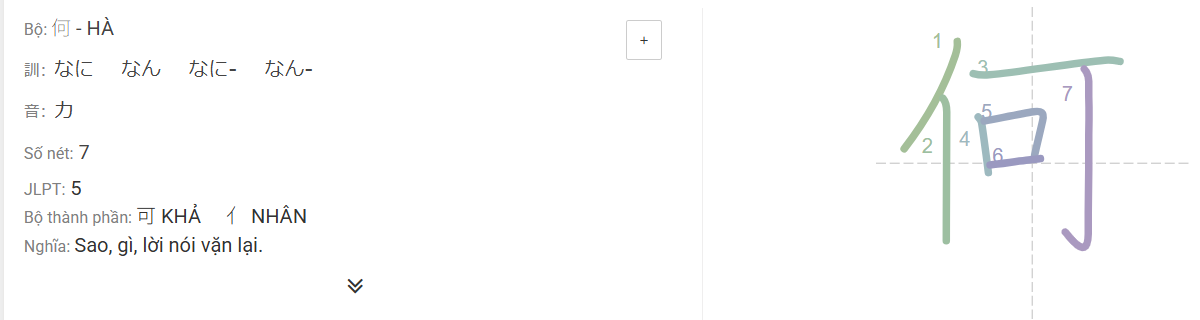 Bộ: 何 - HÀ
+
訓: なに なん なに- なん-
音: カ
Số nét: 7
JLPT: 5
Bộ thành phần: 可 KHẢ 亻 NHÂN
Nghĩa: Sao, gì, lời nói vặn lại.
何
1
2
3
4
5
6
7